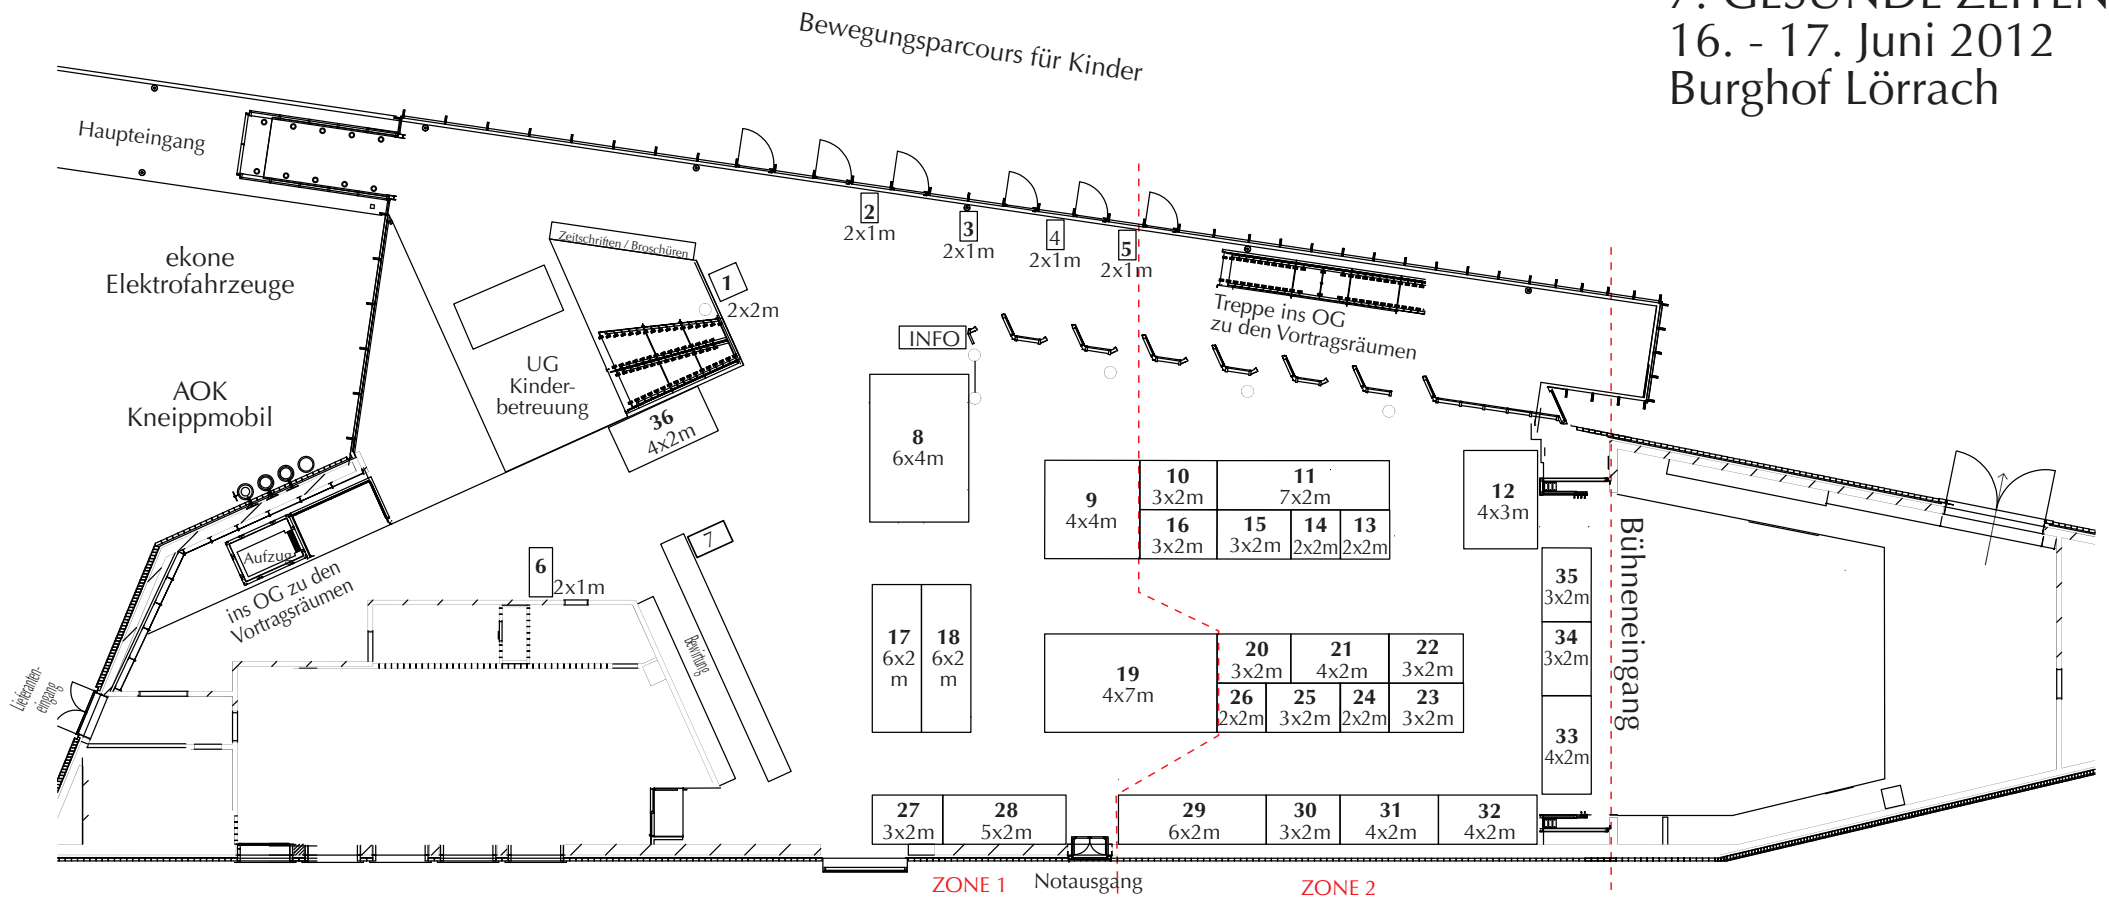 7. GESUNDE ZEITEN
16. - 17. Juni 2012
Burghof Lörrach
Bewegungsparcours für Kinder
Haupteingang
ekone
Elektrofahrzeuge
AOK
Kneippmobil
Zeitschriften / Broschüren
1
2x2m
2
2x1m
3
2x1m
4
2x1m
5
2x1m
Treppe ins OG
zu den Vortragsräumen
INFO
UG
Kinder-
betreuung
36
4x2m
8
6x4m
9
4x4m
10
3x2m
11
7x2m
12
4x3m
16
3x2m
15
3x2m
14
2x2m
13
2x2m
Aufzug
ins OG zu den
Vortragsräumen
6
2x1m
7
Bewirtung
Lieferanten-
eingang
17
6x2
m
18
6x2
m
19
4x7m
20
3x2m
21
4x2m
22
3x2m
26
2x2m
25
3x2m
24
2x2m
23
3x2m
35
3x2m
34
3x2m
33
4x2m
Bühneneingang
27
3x2m
28
5x2m
29
6x2m
30
3x2m
31
4x2m
32
4x2m
ZONE 1
Notausgang
ZONE 2